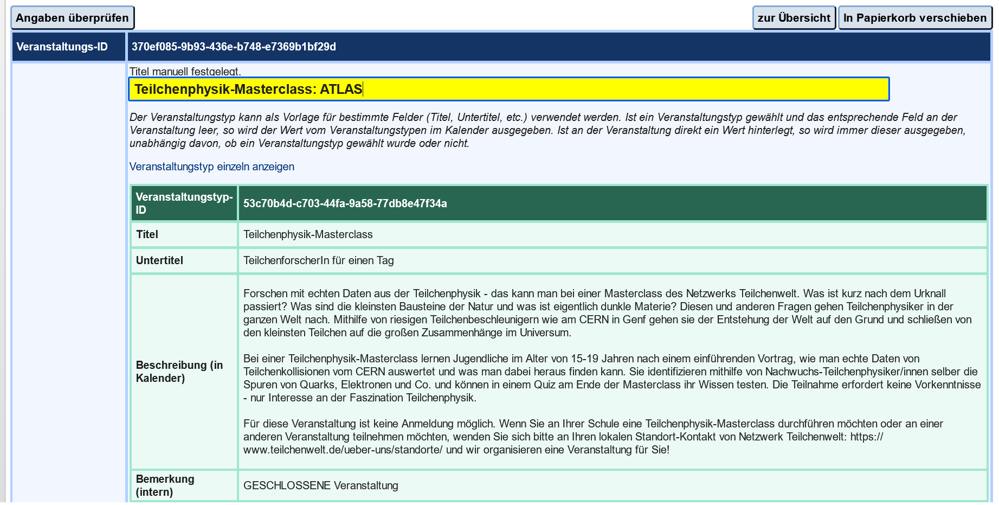 Angaben überprüfen
zur Übersicht
In Papierkorb verschieben
Veranstaltungs-ID
370ef085-9b93-436e-b748-e7369b1bf29d
Titel manuell festgelegt.
Teilchenphysik-Masterclass: ATLAS
Der Veranstaltungstyp kann als Vorlage für bestimmte Felder (Titel, Untertitel, etc.) verwendet werden. Ist ein Veranstaltungstyp gewählt und das entsprechende Feld an der
Veranstaltung leer, so wird der Wert vom Veranstaltungstypen im Kalender ausgegeben. Ist an der Veranstaltung direkt ein Wert hinterlegt, so wird immer dieser ausgegeben,
unabhängig davon, ob ein Veranstaltungstyp gewählt wurde oder nicht.
Veranstaltungstyp einzeln anzeigen
Veranstaltungstyp-
ID
53c70b4d-c703-44fa-9a58-77db8e47f34a
Titel
Teilchenphysik-Masterclass
Untertitel
TeilchenforscherIn für einen Tag
Beschreibung (in
Kalender)
Forschen mit echten Daten aus der Teilchenphysik - das kann man bei einer Masterclass des Netzwerks Teilchenwelt. Was ist kurz nach dem Urknall
passiert? Was sind die kleinsten Bausteine der Natur und was ist eigentlich dunkle Materie? Diesen und anderen Fragen gehen Teilchenphysiker in der
ganzen Welt nach. Mithilfe von riesigen Teilchenbeschleunigern wie am CERN in Genf gehen sie der Entstehung der Welt auf den Grund und schließen von
den kleinsten Teilchen auf die großen Zusammenhänge im Universum.
Bei einer Teilchenphysik-Masterclass lernen Jugendliche im Alter von 15-19 Jahren nach einem einführenden Vortrag, wie man echte Daten von
Teilchenkollisionen vom CERN auswertet und was man dabei heraus finden kann. Sie identifizieren mithilfe von Nachwuchs-Teilchenphysiker/innen selber die
Spuren von Quarks, Elektronen und Co. und können in einem Quiz am Ende der Masterclass ihr Wissen testen. Die Teilnahme erfordert keine Vorkenntnisse
- nur Interesse an der Faszination Teilchenphysik.
Für diese Veranstaltung ist keine Anmeldung möglich. Wenn Sie an Ihrer Schule eine Teilchenphysik-Masterclass durchführen möchten oder an einer
anderen Veranstaltung teilnehmen möchten, wenden Sie sich bitte an Ihren lokalen Standort-Kontakt von Netzwerk Teilchenwelt: https://
www.teilchenwelt.de/ueber-uns/standorte/ und wir organisieren eine Veranstaltung für Sie!
Bemerkung
(intern)
GESCHLOSSENE Veranstaltung